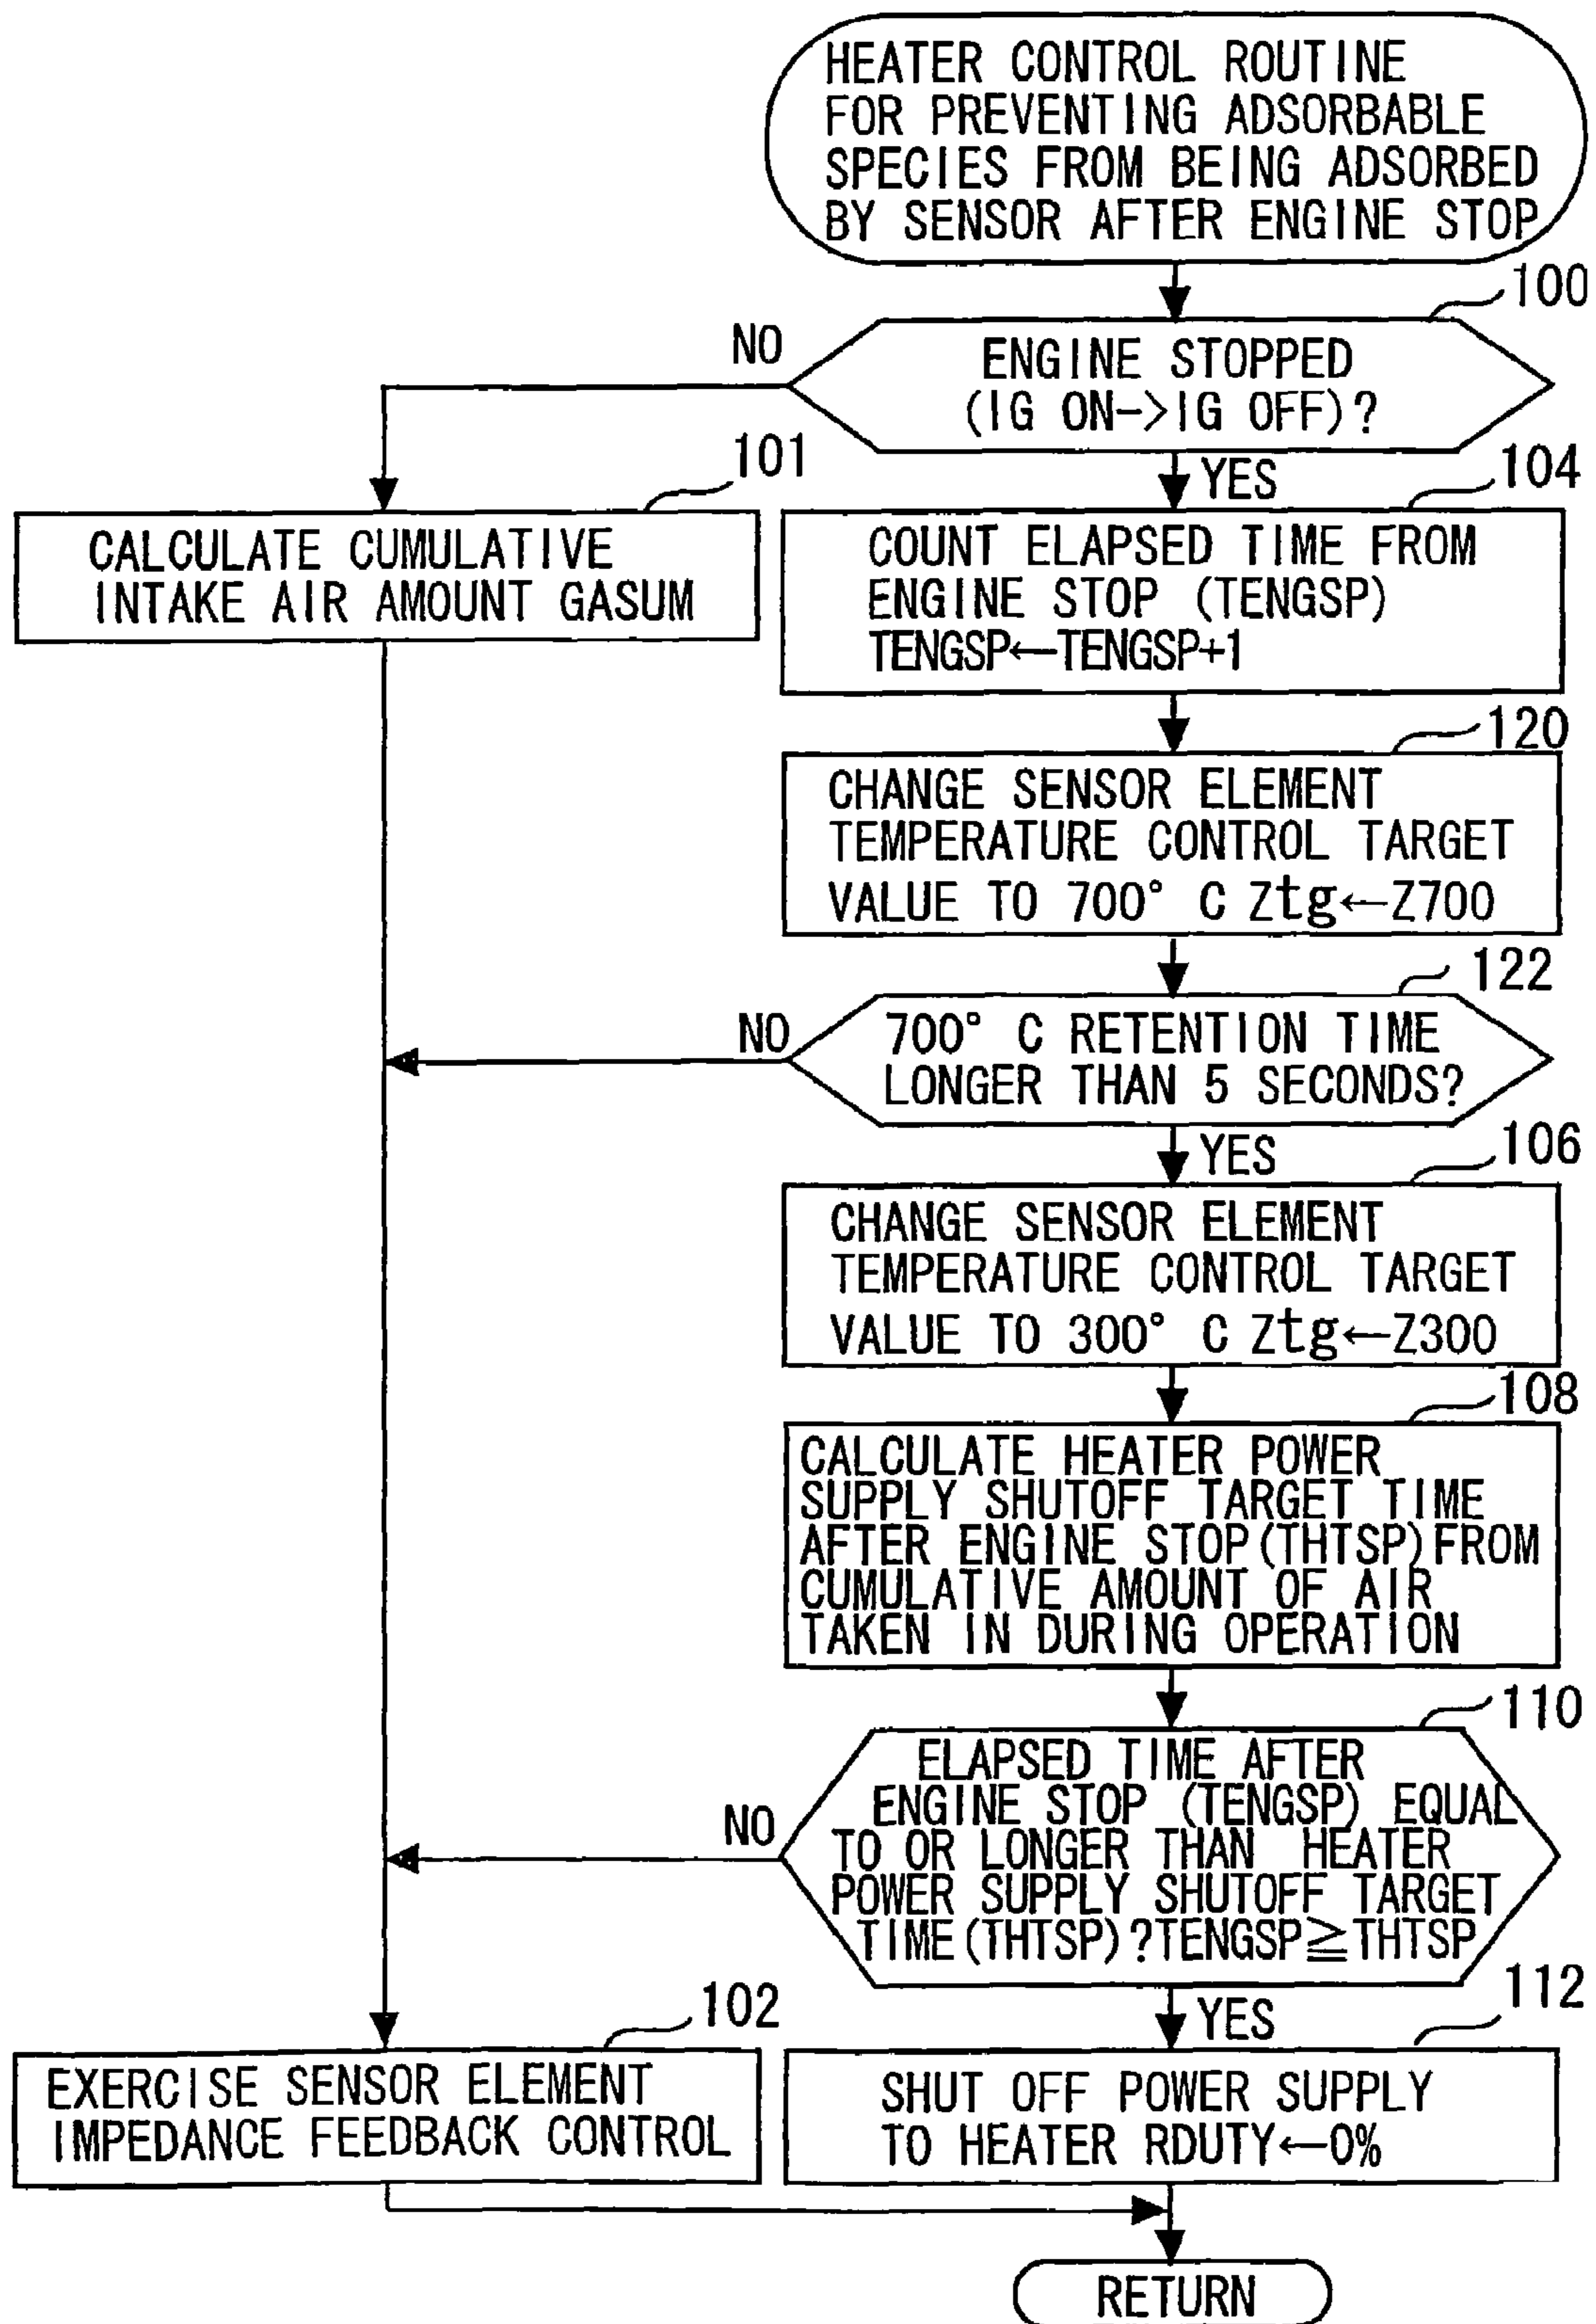 HEATER CONTROL ROUTINE
FOR PREVENTING ADSORBABLE
SPECIES FROM BEING ADSORBED
BY SENSOR AFTER ENGINE STOP
100
NO
ENGINE STOPPED
(IG ON->IG OFF)?
101
YES
104
CALCULATE CUMULATIVE
INTAKE AIR AMOUNT GASUM
COUNT ELAPSED TIME FROM
ENGINE STOP (TENGSP)
TENGSP←TENGSP+1
120
CHANGE SENSOR ELEMENT
TEMPERATURE CONTROL TARGET
VALUE TO 700° C Ztg←Z700
122
NO
700° C RETENTION TIME
LONGER THAN 5 SECONDS?
YES
106
CHANGE SENSOR ELEMENT
TEMPERATURE CONTROL TARGET
VALUE TO 300° C Ztg←Z300
108
CALCULATE HEATER POWER
SUPPLY SHUTOFF TARGET TIME
AFTER ENGINE STOP(THTSP)FROM
CUMULATIVE AMOUNT OF AIR
TAKEN IN DURING OPERATION
110
NO
ELAPSED TIME AFTER
ENGINE STOP (TENGSP) EQUAL
TO OR LONGER THAN HEATER
POWER SUPPLY SHUTOFF TARGET
TIME(THTSP)?TENGSP≧THTSP
102
YES
112
EXERCISE SENSOR ELEMENT
IMPEDANCE FEEDBACK CONTROL
SHUT OFF POWER SUPPLY
TO HEATER RDUTY←0%
RETURN